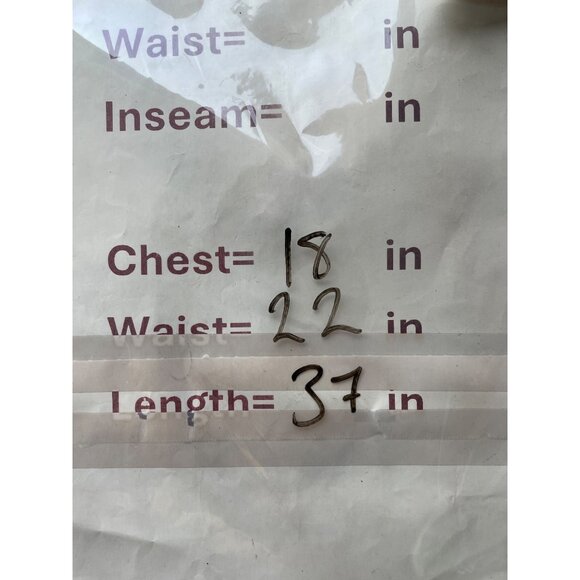 Waist= in
Inseam= in
Chest= 18 in
Waist= 22 in
Length= 37 in